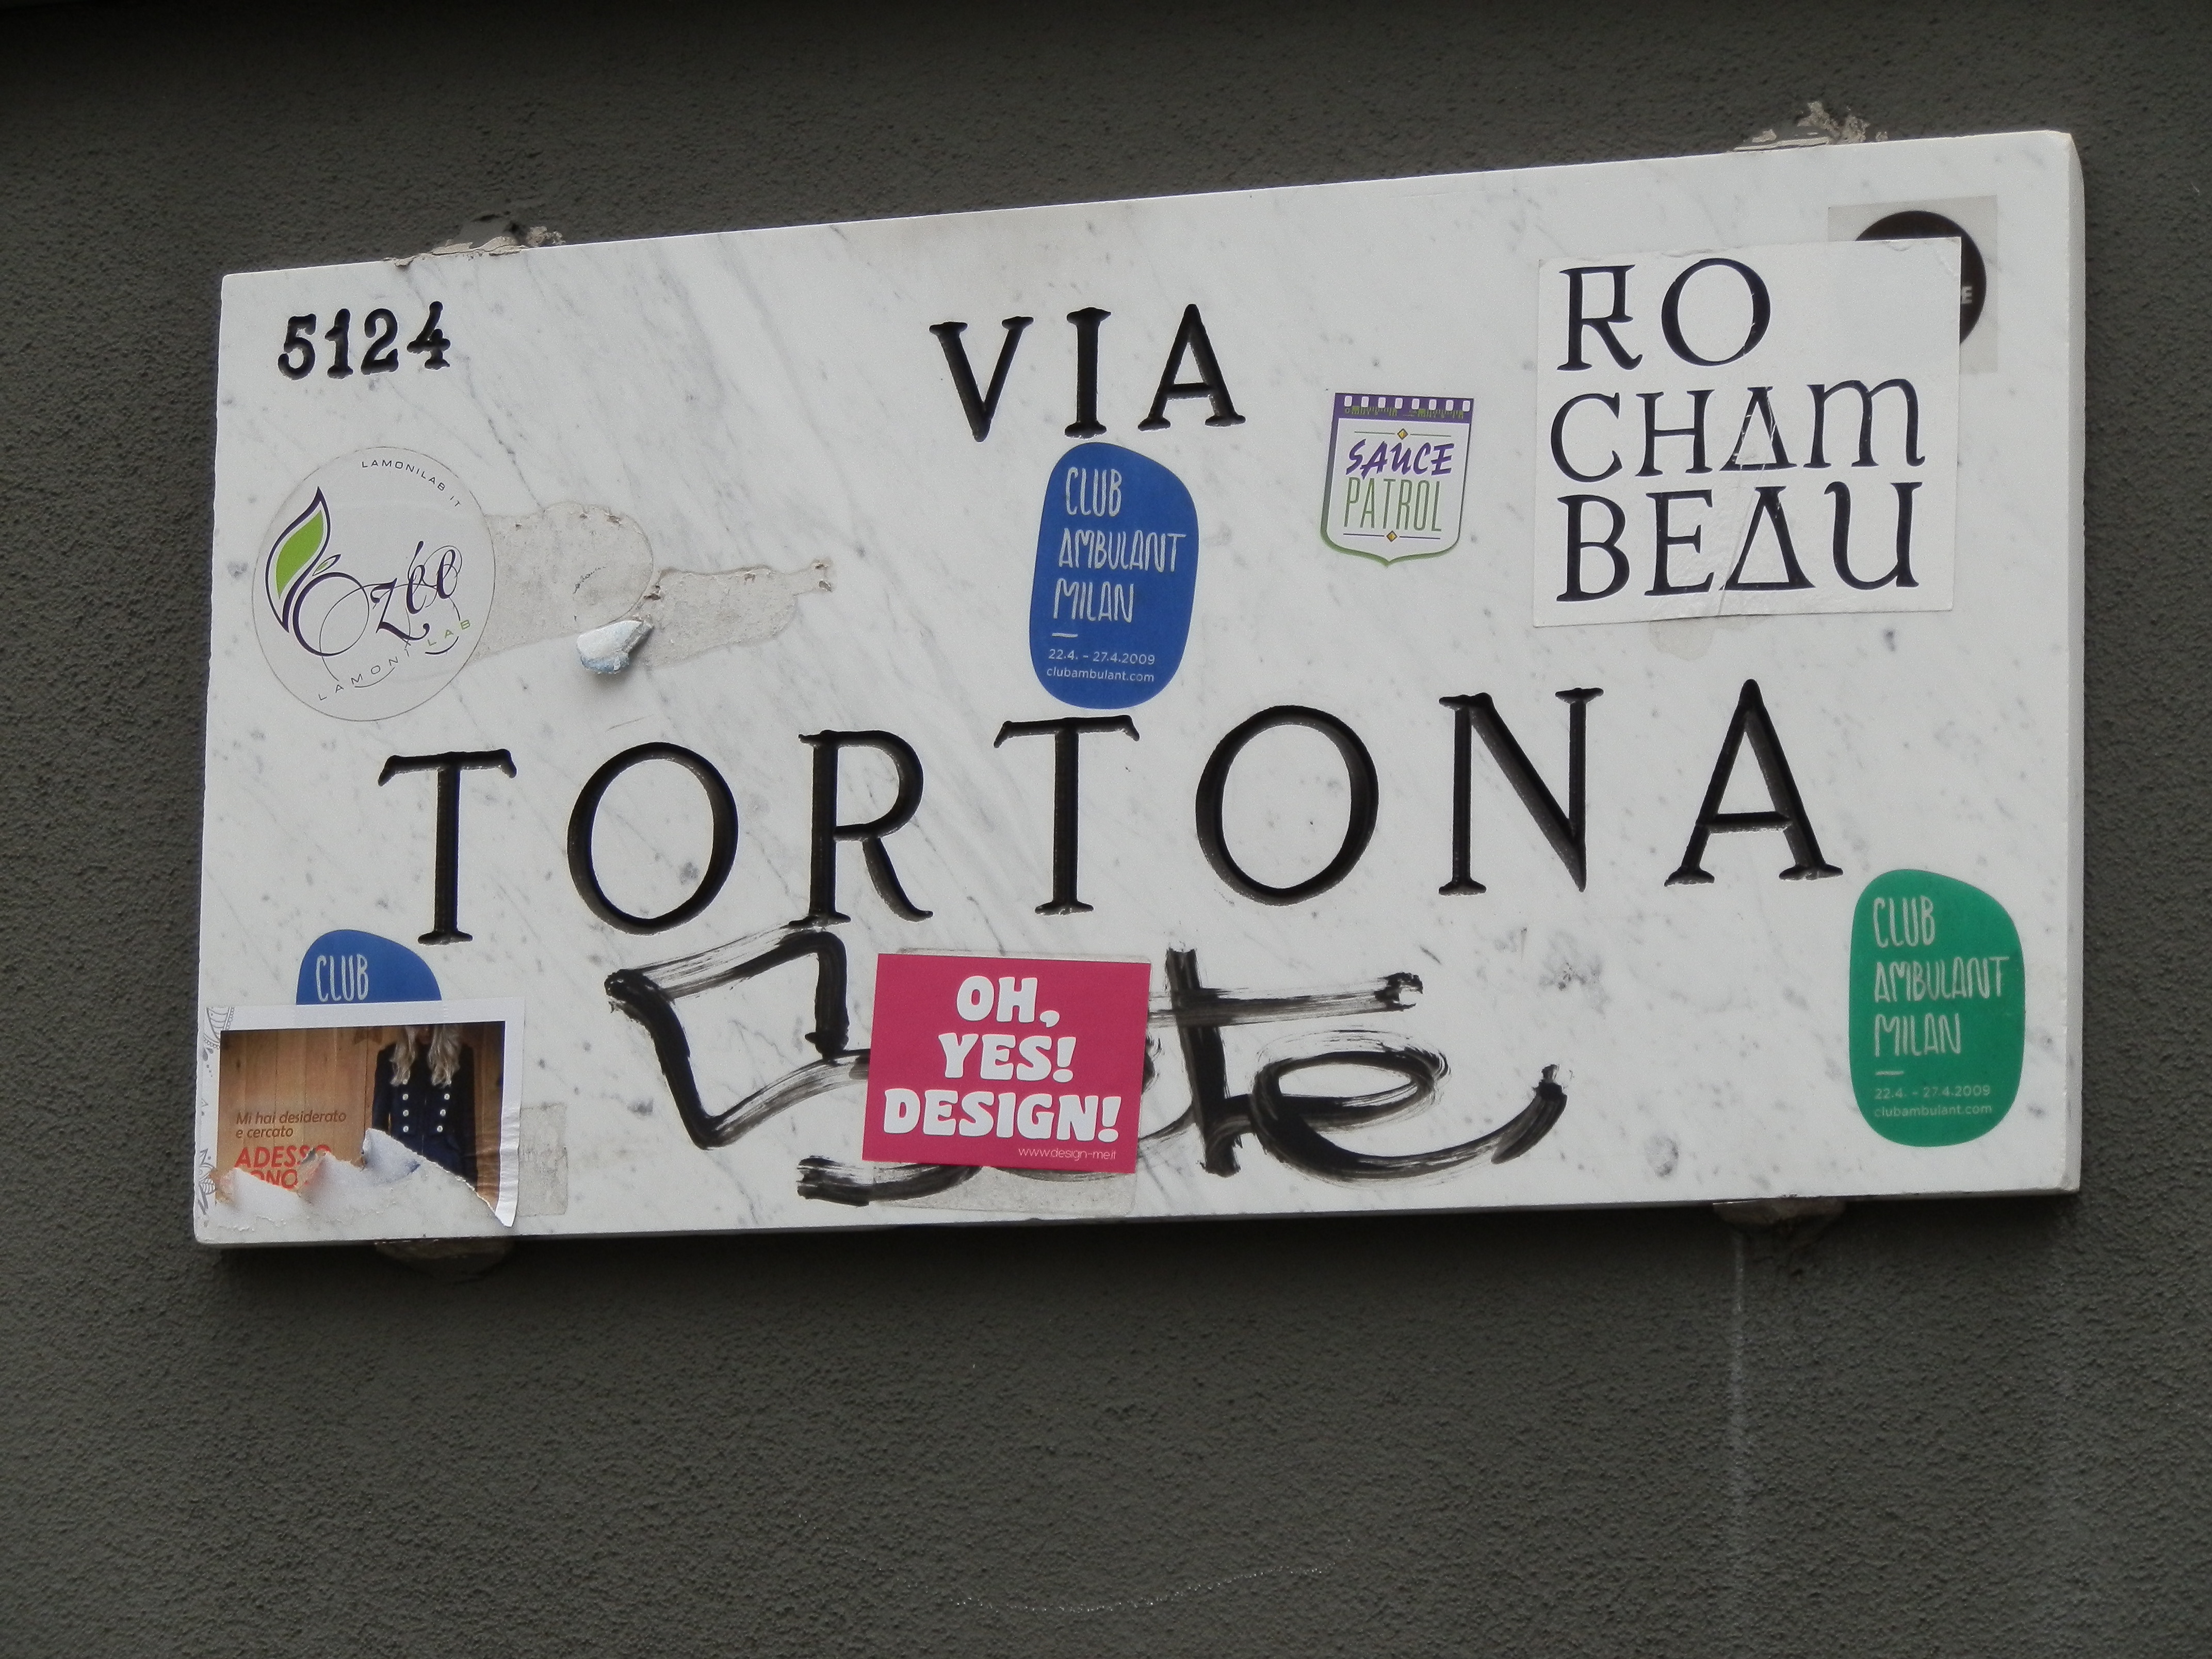 5124
VIA
TORTONA
LAMONILAB IT
Ozée
LAMONI LAB
CLUB
AMBULANT
MILAN
22.4. – 27.4.2009
clubambulant.com
SAUCE
PATROL
RO
CHAM
BEAU
CLUB
Mi hai desiderato
e cercato
ADESSO
OH,
YES!
DESIGN!
www.design-me.it
CLUB
AMBULANT
MILAN
22.4. – 27.4.2009
clubambulant.com